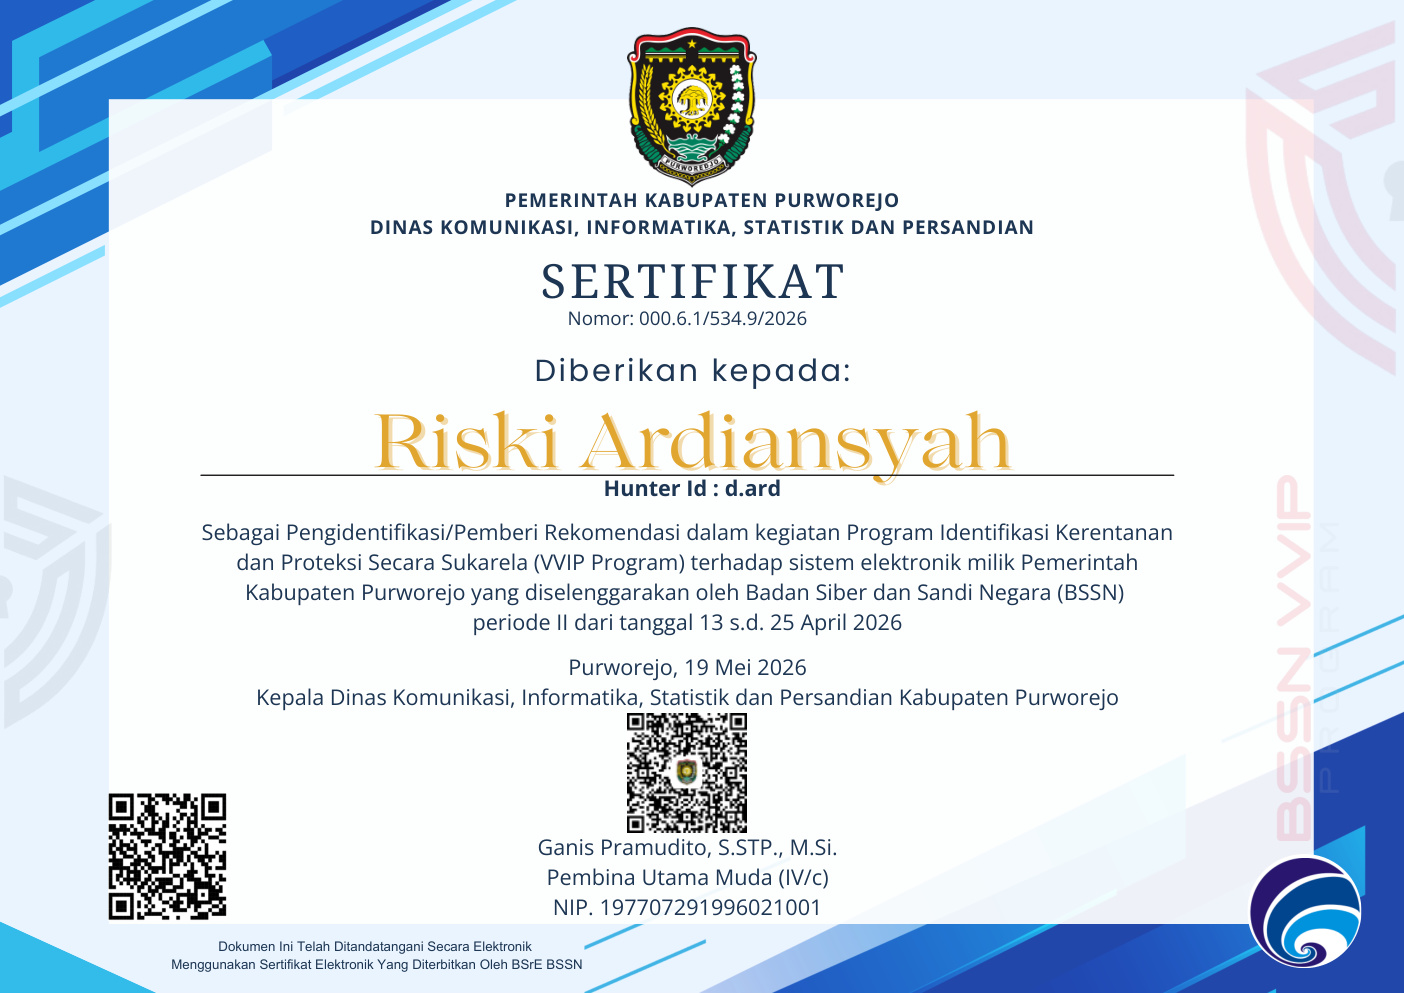 PURWOREDJO
PEMERINTAH KABUPATEN PURWOREJO
DINAS KOMUNIKASI, INFORMATIKA, STATISTIK DAN PERSANDIAN
SERTIFIKAT
Nomor: 000.6.1/534.9/2026
Diberikan kepada:
Riski Ardiansyah
Hunter Id : d.ard
Sebagai Pengidentifikasi/Pemberi Rekomendasi dalam kegiatan Program Identifikasi Kerentanan
dan Proteksi Secara Sukarela (VVIP Program) terhadap sistem elektronik milik Pemerintah
Kabupaten Purworejo yang diselenggarakan oleh Badan Siber dan Sandi Negara (BSSN)
periode II dari tanggal 13 s.d. 25 April 2026
Purworejo, 19 Mei 2026
Kepala Dinas Komunikasi, Informatika, Statistik dan Persandian Kabupaten Purworejo
Ganis Pramudito, S.STP., M.Si.
Pembina Utama Muda (IV/c)
NIP. 197707291996021001
Dokumen Ini Telah Ditandatangani Secara Elektronik
Menggunakan Sertifikat Elektronik Yang Diterbitkan Oleh BSrE BSSN
BSSN VVIP
PROGRAM